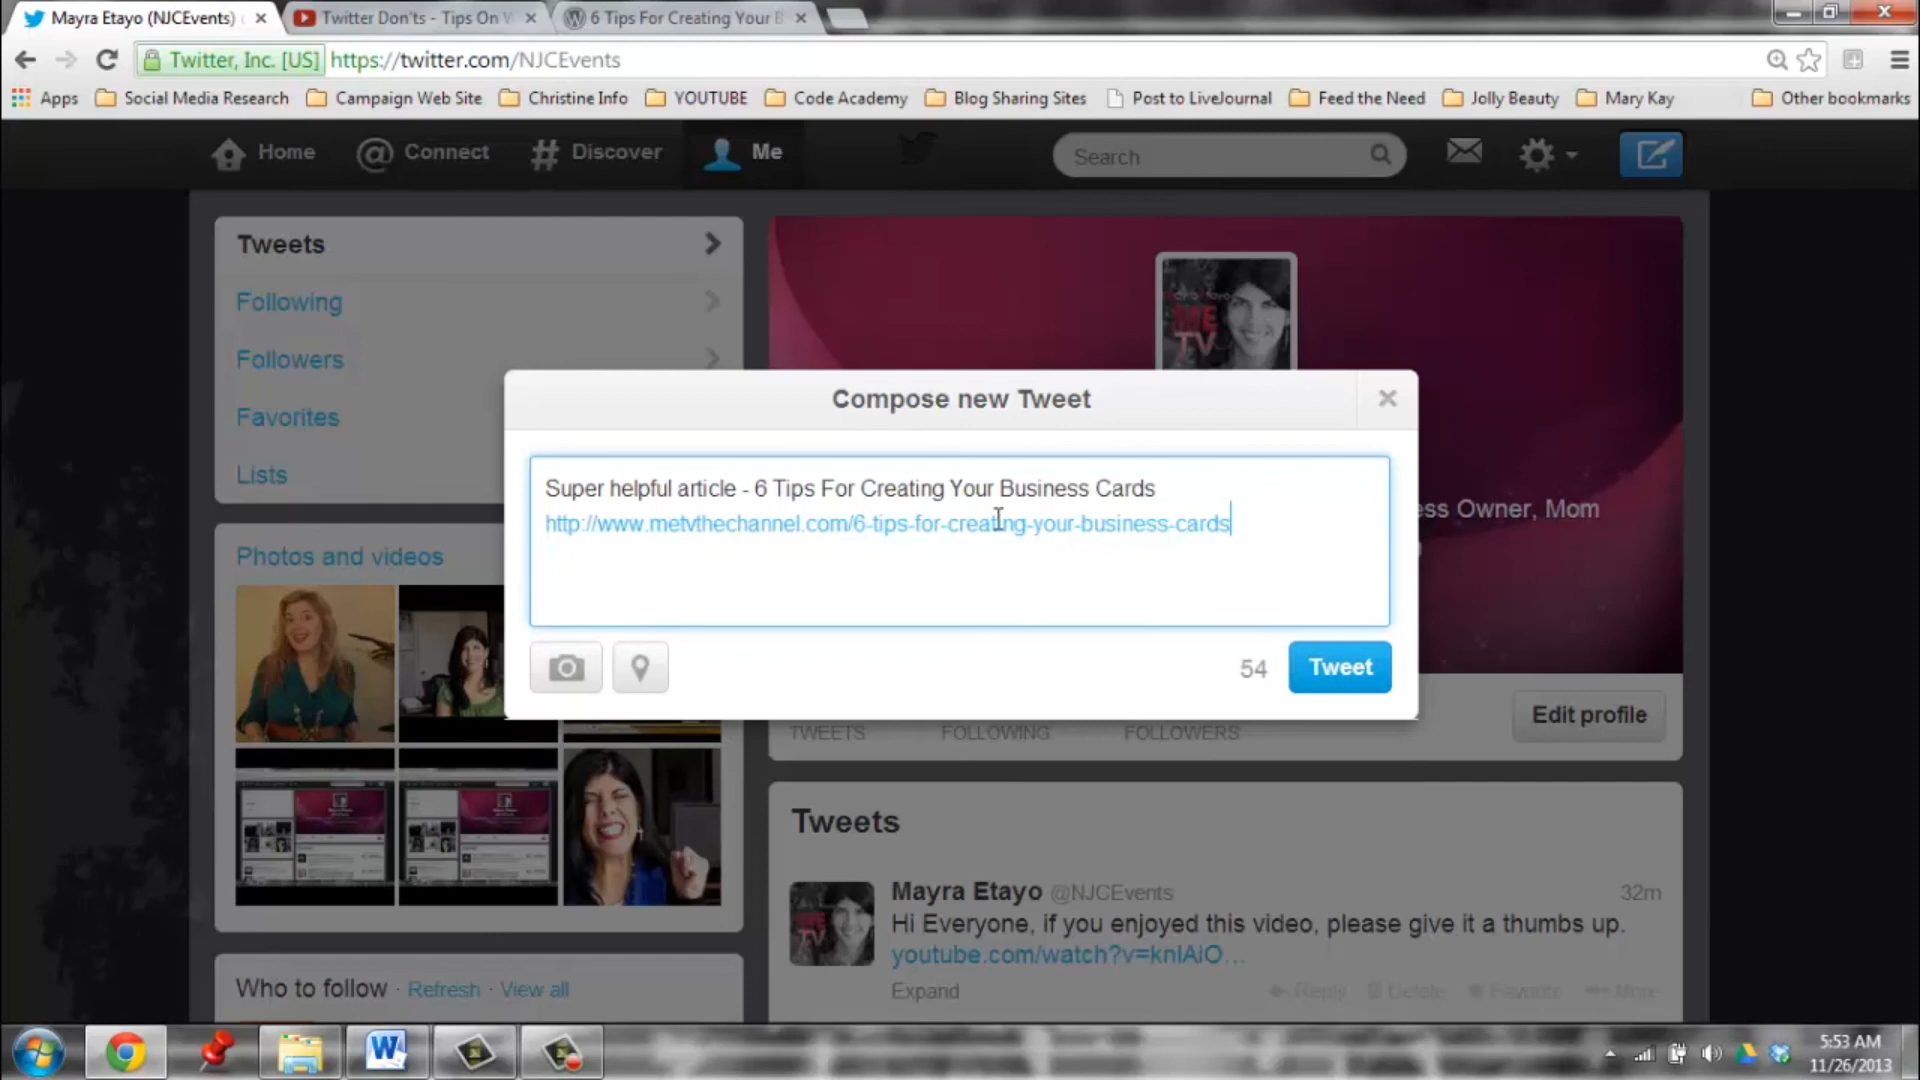 Mayra Etayo (NJCEvents)
Twitter Don'ts - Tips On
6 Tips For Creating Your B
Twitter, Inc. [US]
https://twitter.com/NJCEvents
Apps
Social Media Research
Campaign Web Site
Christine Info
YOUTUBE
Code Academy
Blog Sharing Sites
Post to LiveJournal
Feed the Need
Jolly Beauty
Mary Kay
Other bookmarks
Home
Connect
Discover
Me
Search
Tweets
Following
Followers
Favorites
Lists
ess Owner, Mom
Compose new Tweet
Super helpful article - 6 Tips For Creating Your Business Cards
http://www.metvthechannel.com/6-tips-for-creating-your-business-cards
54
Tweet
Photos and videos
TWEETS
FOLLOWING
FOLLOWERS
Edit profile
Tweets
Mayra Etayo @NJCEvents
32m
Hi Everyone, if you enjoyed this video, please give it a thumbs up.
youtube.com/watch?v=knIAiO...
Expand
Reply
Delete
Favorite
More
Who to follow · Refresh · View all
5:53 AM
11/26/2013